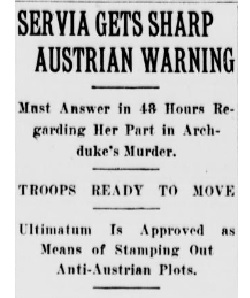 SERVIA GETS SHARP
AUSTRIAN WARNING
Must Answer in 48 Hours Re-
garding Her Part in Arch-
duke's Murder.
TROOPS READY TO MOVE
Ultimatum Is Approved as
Means of Stamping Out
Anti-Austrian Plots.